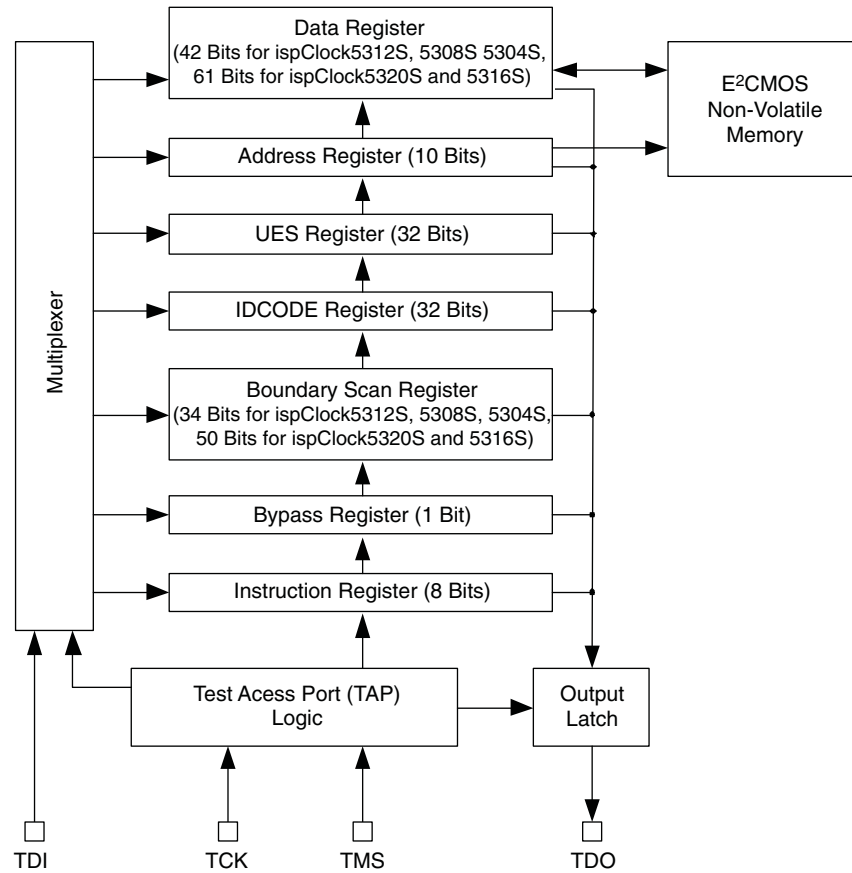 Data Register
(42 Bits for ispClock5312S, 5308S 5304S,
61 Bits for ispClock5320S and 5316S)
E²CMOS
Non-Volatile
Memory
Address Register (10 Bits)
UES Register (32 Bits)
Multiplexer
IDCODE Register (32 Bits)
Boundary Scan Register
(34 Bits for ispClock5312S, 5308S, 5304S,
50 Bits for ispClock5320S and 5316S)
Bypass Register (1 Bit)
Instruction Register (8 Bits)
Test Acess Port (TAP)
Logic
Output
Latch
TDI
TCK
TMS
TDO